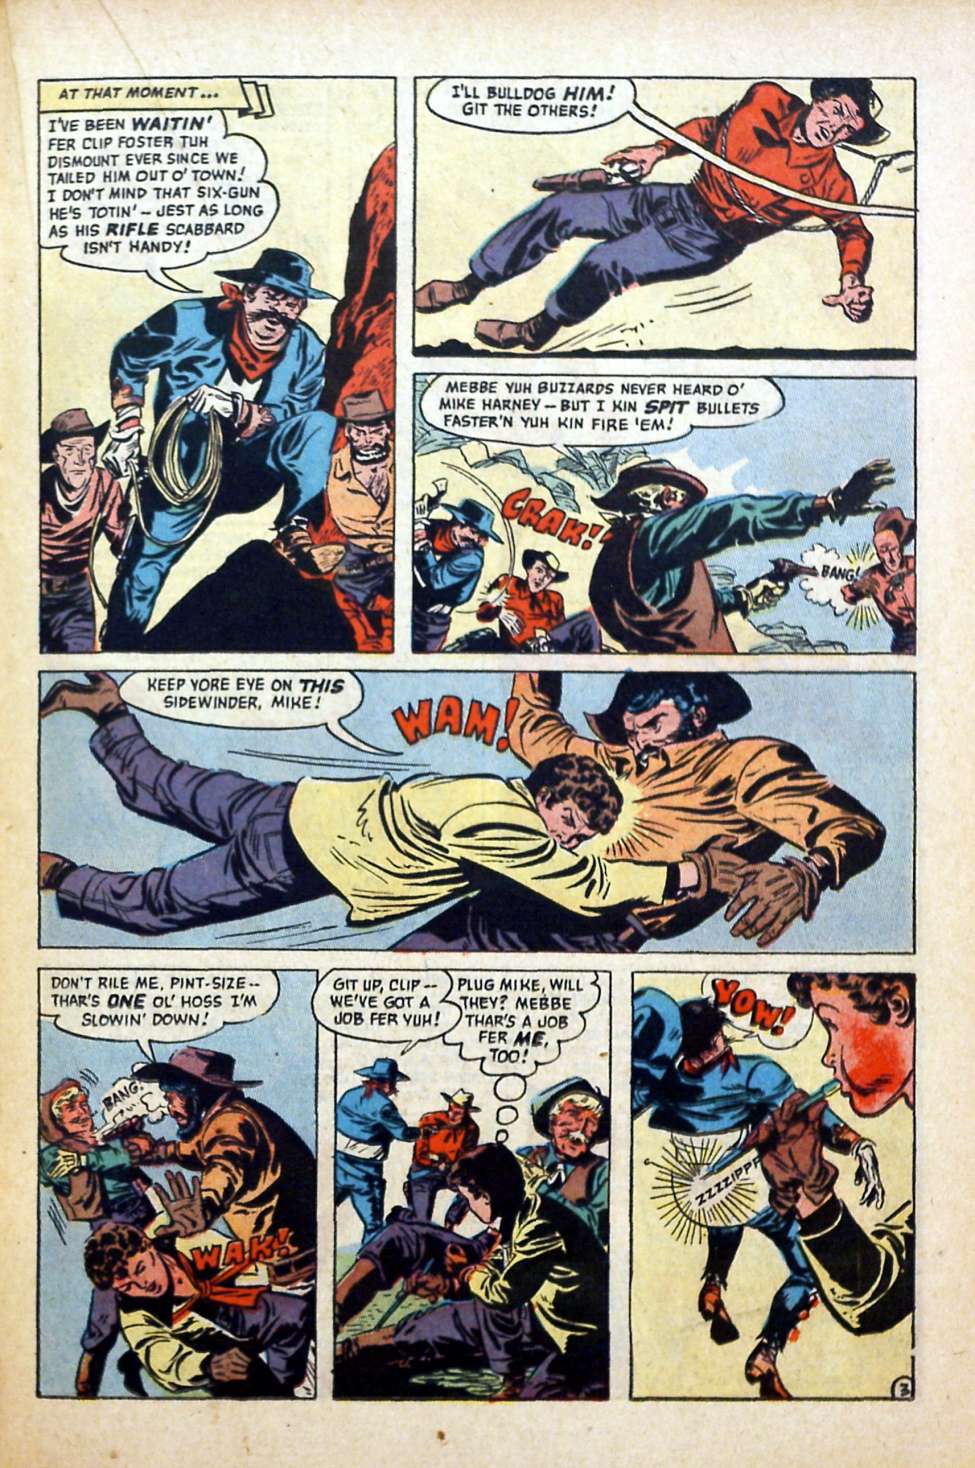 AT THAT MOMENT...
I'VE BEEN WAITIN'
FER CLIP FOSTER TUH
DISMOUNT EVER SINCE WE
TAILED HIM OUT O' TOWN!
I DON'T MIND THAT SIX-GUN
HE'S TOTIN' - JEST AS LONG
AS HIS RIFLE SCABBARD
ISN'T HANDY!
I'LL BULLDOG HIM!
GIT THE OTHERS!
MEBBE YUH BUZZARDS NEVER HEARD O'
MIKE HARNEY - BUT I KIN SPIT BULLETS
FASTER'N YUH KIN FIRE 'EM!
CRAK!
BANG!
KEEP YORE EYE ON THIS
SIDEWINDER, MIKE!
WAM!
DON'T RILE ME, PINT-SIZE--
THAR'S ONE OL' HOSS I'M
SLOWIN' DOWN!
BANG!
WAK!
GIT UP, CLIP--
WE'VE GOT A
JOB FER YUH!
PLUG MIKE, WILL
THEY? MEBBE
THAR'S A JOB
FER ME,
TOO!
YOW!
ZZZZIPPP
3